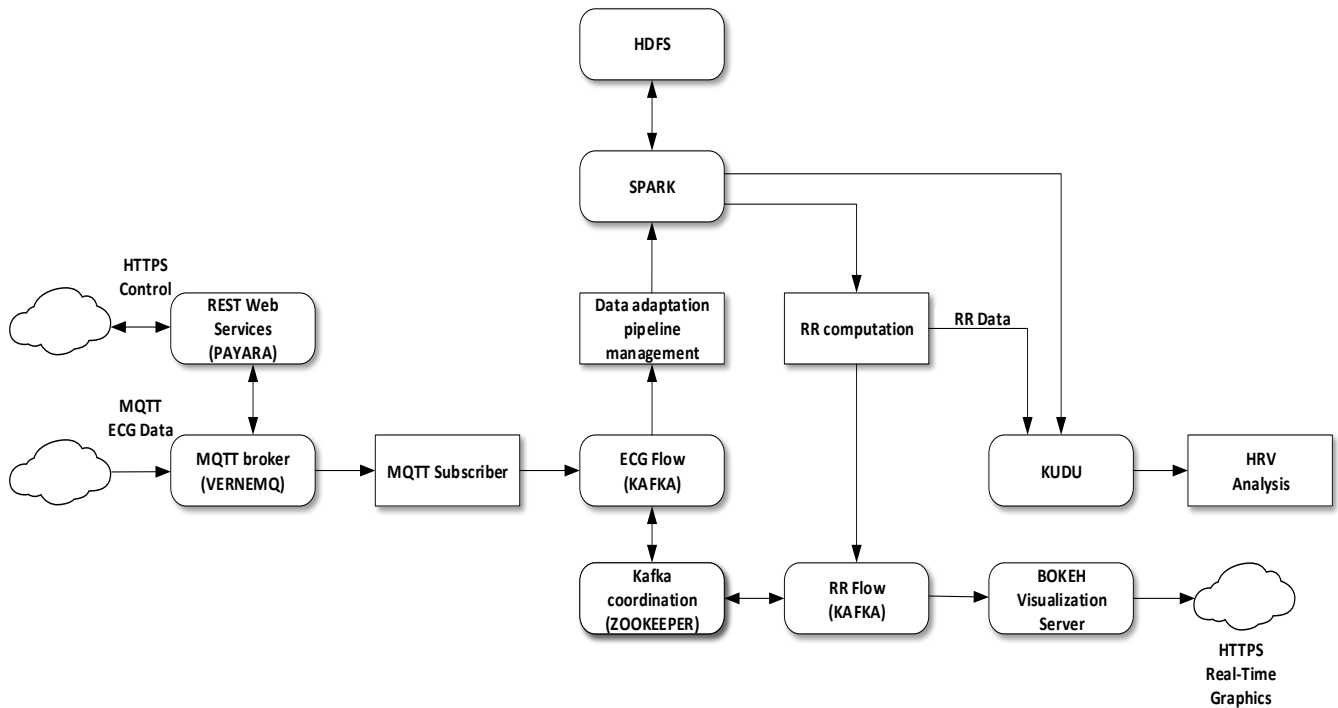 HDFS
SPARK
HTTPS
Control
REST Web
Services
(PAYARA)
Data adaptation
pipeline
management
RR computation
RR Data
MQTT
ECG Data
MQTT broker
(VERNEMQ)
MQTT Subscriber
ECG Flow
(KAFKA)
KUDU
HRV
Analysis
Kafka
coordination
(ZOOKEEPER)
RR Flow
(KAFKA)
BOKEH
Visualization
Server
HTTPS
Real-Time
Graphics